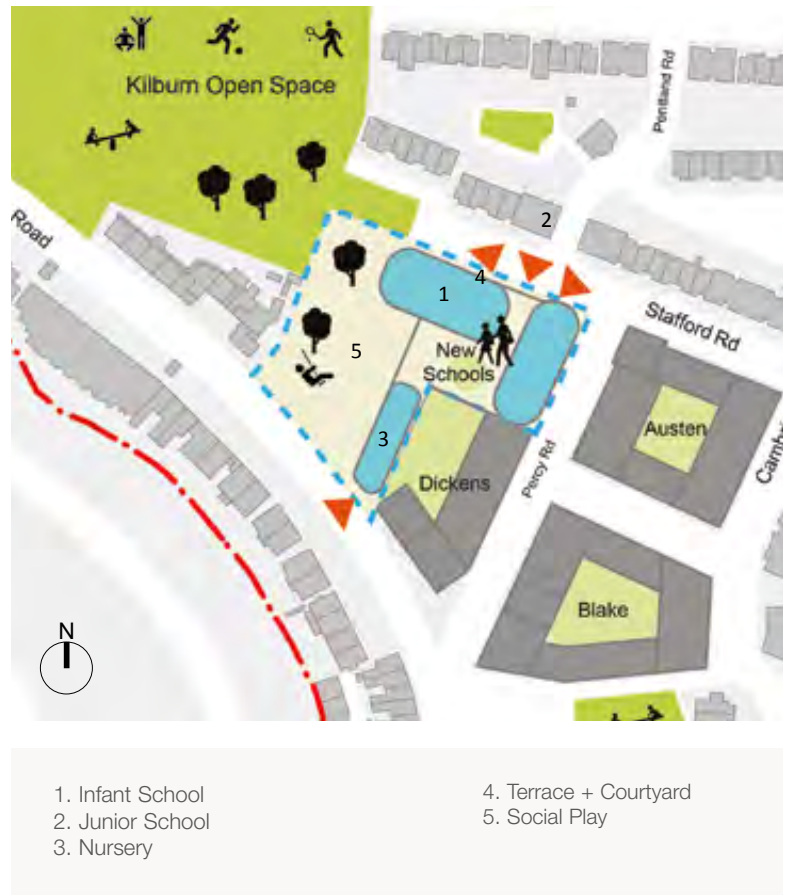 Kilburn Open Space
Pentland Rd
Road
2
4
1
Stafford Rd
New
Schools
5
3
Austen
Cambr
Dickens
Percy Rd
Blake
N
1. Infant School
2. Junior School
3. Nursery
4. Terrace + Courtyard
5. Social Play